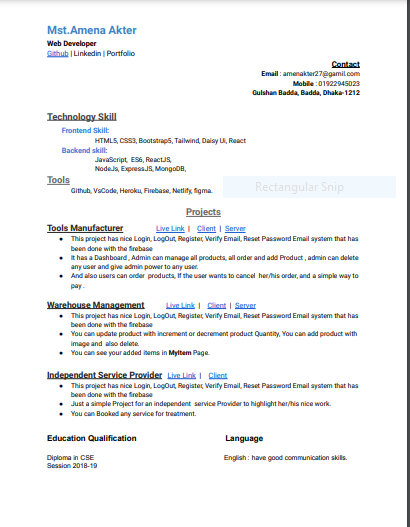 Mst.Amena Akter
Web Developer
Github | Linkedin | Portfolio
Contact
Email : amenakter27@gamil.com
Mobile : 01922945023
Gulshan Badda, Badda, Dhaka-1212
Technology Skill
Frontend Skill:
HTML5, CSS3, Bootstrap5, Tailwind, Daisy Ui, React
Backend skill:
JavaScript, ES6, ReactJS,
NodeJs, ExpressJS, MongoDB,
Tools
Github, VsCode, Heroku, Firebase, Netlify, figma.
Rectangular Snip
Projects
Tools Manufacturer Live Link | Client | Server
● This project has nice Login, LogOut, Register, Verify Email, Reset Password Email system that has
been done with the firebase
● It has a Dashboard , Admin can manage all products, all order and add Product , admin can delete
any user and give admin power to any user.
● And also users can order products, If the user wants to cancel her/his order, and a simple way to
pay .
Warehouse Management Live Link | Client | Server
● This project has nice Login, LogOut, Register, Verify Email, Reset Password Email system that has
been done with the firebase
● You can update product with increment or decrement product Quantity, You can add product with
image and also delete.
● You can see your added items in MyItem Page.
Independent Service Provider Live Link | Client
● This project has nice Login, LogOut, Register, Verify Email, Reset Password Email system that has
been done with the firebase
● Just a simple Project for an independent service Provider to highlight her/his nice work.
● You can Booked any service for treatment.
Education Qualification Language
Diploma in CSE English : have good communication skills.
Session 2018-19